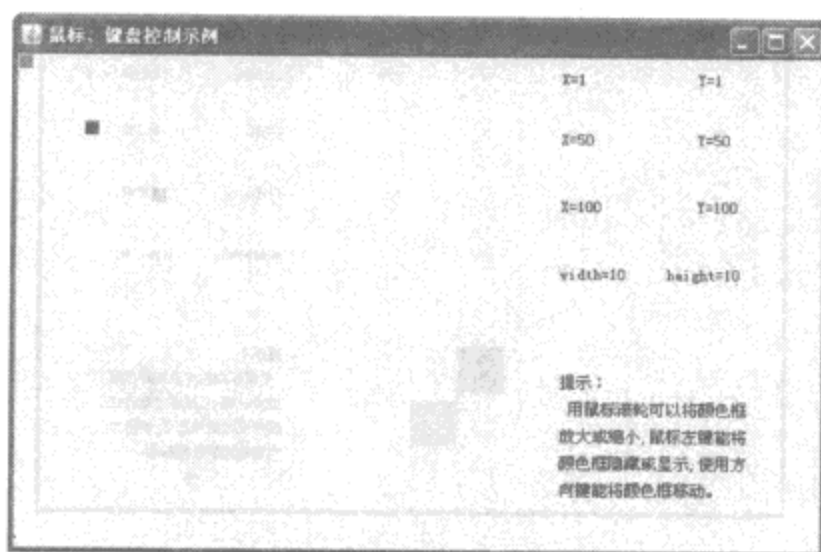 鼠标、键盘控制示例
X=1 Y=1
X=50 Y=50
X=100 Y=100
width=10 height=10
提示：
用鼠标滚轮可以将颜色框
放大或缩小,鼠标左键能将
颜色框隐藏或显示,使用方
向键能将颜色框移动。